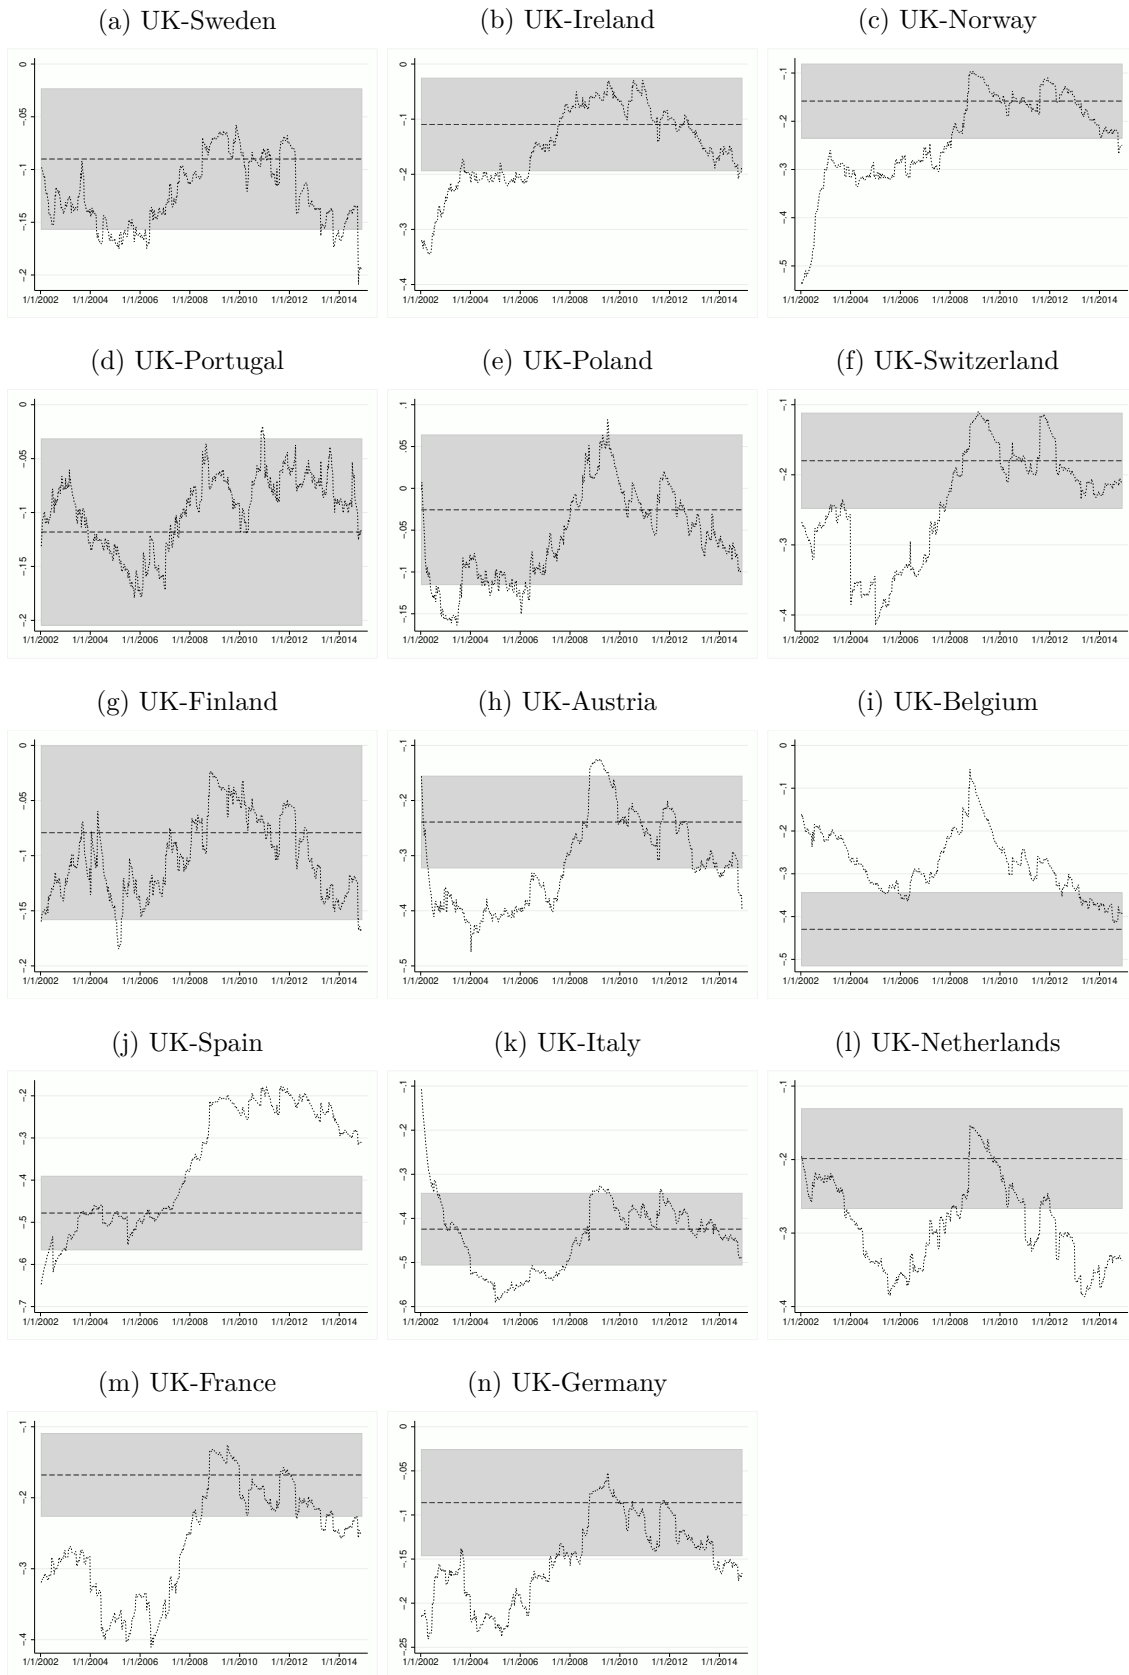 (a) UK-Sweden
0
-.05
-.1
-.15
-.2
1/1/2002 1/1/2004 1/1/2006 1/1/2008 1/1/2010 1/1/2012 1/1/2014
(b) UK-Ireland
0
-.1
-.2
-.3
-.4
1/1/2002 1/1/2004 1/1/2006 1/1/2008 1/1/2010 1/1/2012 1/1/2014
(c) UK-Norway
-.1
-.2
-.3
-.4
-.5
1/1/2002 1/1/2004 1/1/2006 1/1/2008 1/1/2010 1/1/2012 1/1/2014
(d) UK-Portugal
0
-.05
-.1
-.15
-.2
1/1/2002 1/1/2004 1/1/2006 1/1/2008 1/1/2010 1/1/2012 1/1/2014
(e) UK-Poland
.1
.05
0
-.05
-.1
-.15
1/1/2002 1/1/2004 1/1/2006 1/1/2008 1/1/2010 1/1/2012 1/1/2014
(f) UK-Switzerland
-.1
-.2
-.3
-.4
1/1/2002 1/1/2004 1/1/2006 1/1/2008 1/1/2010 1/1/2012 1/1/2014
(g) UK-Finland
0
-.05
-.1
-.15
-.2
1/1/2002 1/1/2004 1/1/2006 1/1/2008 1/1/2010 1/1/2012 1/1/2014
(h) UK-Austria
-.1
-.2
-.3
-.4
-.5
1/1/2002 1/1/2004 1/1/2006 1/1/2008 1/1/2010 1/1/2012 1/1/2014
(i) UK-Belgium
0
-.1
-.2
-.3
-.4
-.5
1/1/2002 1/1/2004 1/1/2006 1/1/2008 1/1/2010 1/1/2012 1/1/2014
(j) UK-Spain
-.2
-.3
-.4
-.5
-.6
-.7
1/1/2002 1/1/2004 1/1/2006 1/1/2008 1/1/2010 1/1/2012 1/1/2014
(k) UK-Italy
-.1
-.2
-.3
-.4
-.5
-.6
1/1/2002 1/1/2004 1/1/2006 1/1/2008 1/1/2010 1/1/2012 1/1/2014
(l) UK-Netherlands
-.1
-.2
-.3
-.4
1/1/2002 1/1/2004 1/1/2006 1/1/2008 1/1/2010 1/1/2012 1/1/2014
(m) UK-France
-.1
-.2
-.3
-.4
1/1/2002 1/1/2004 1/1/2006 1/1/2008 1/1/2010 1/1/2012 1/1/2014
(n) UK-Germany
0
-.05
-.1
-.15
-.2
-.25
1/1/2002 1/1/2004 1/1/2006 1/1/2008 1/1/2010 1/1/2012 1/1/2014